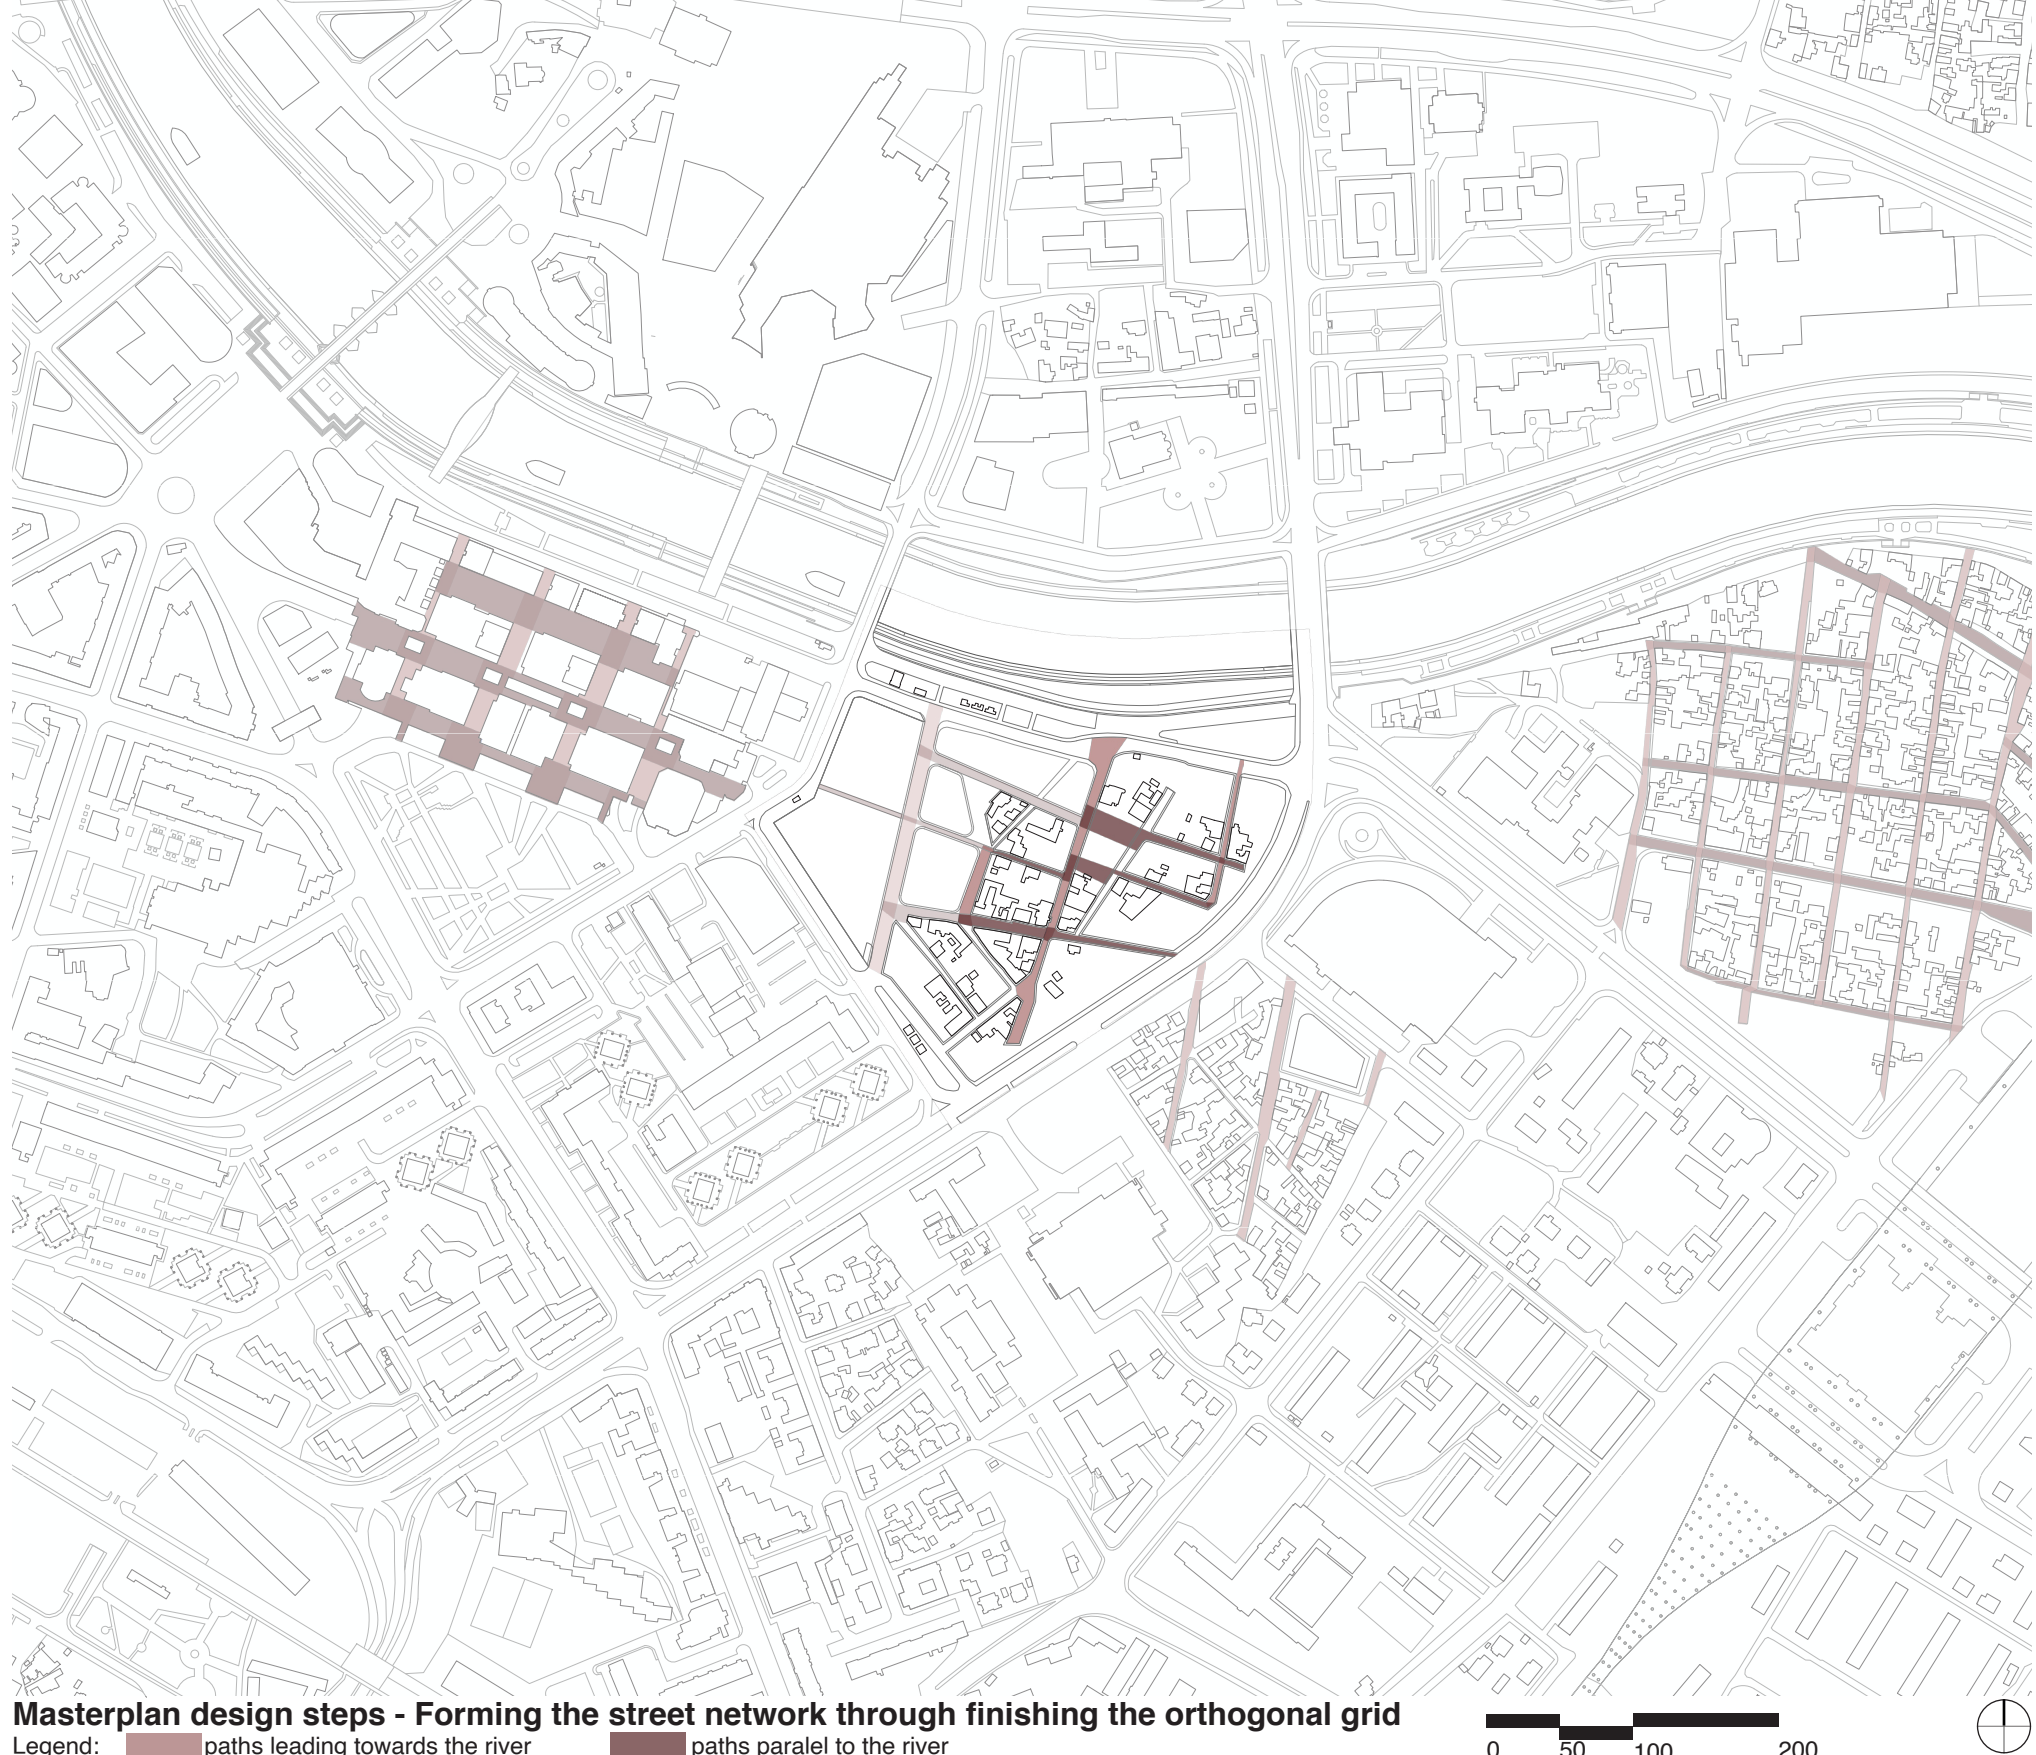 Masterplan design steps - Forming the street network through finishing the orthogonal grid
Legend: paths leading towards the river paths paralel to the river
0 50 100 200